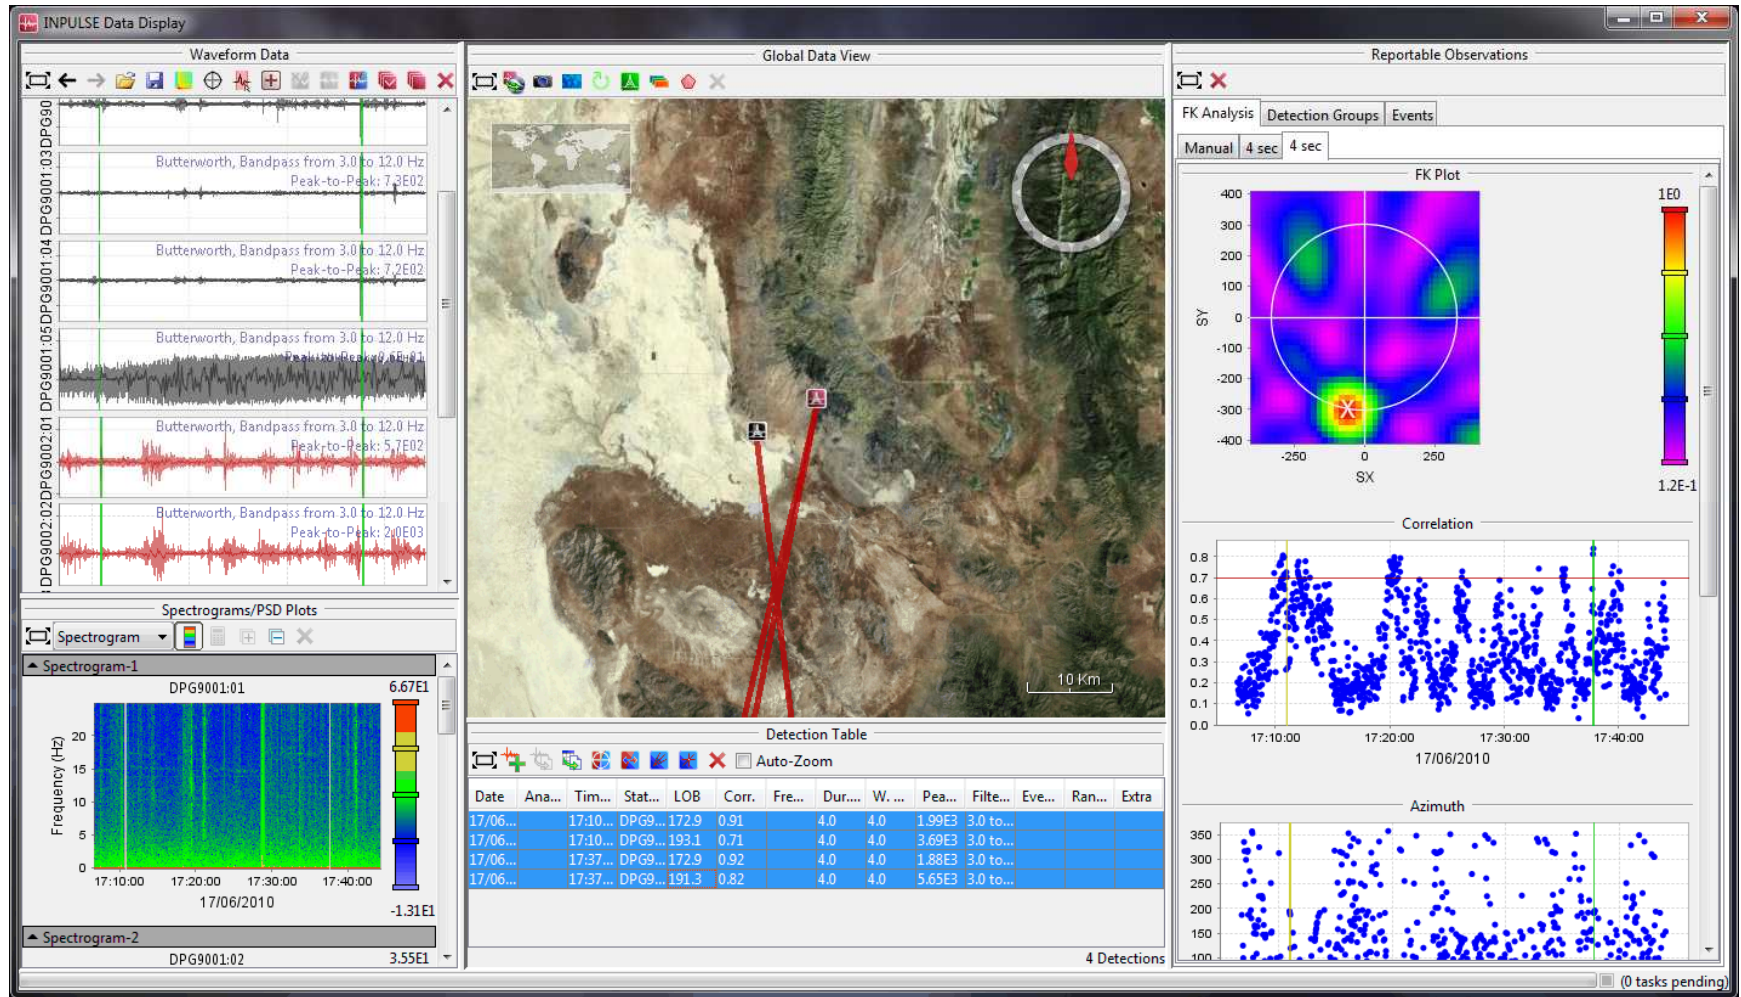 INPULSE Data Display
Waveform Data
DPG90
DPG9001:03
Butterworth, Bandpass from 3.0 to 12.0 Hz
Peak-to-Peak: 7.3E02
DPG9001:04
Butterworth, Bandpass from 3.0 to 12.0 Hz
Peak-to-Peak: 7.2E02
DPG9001:05
Butterworth, Bandpass from 3.0 to 12.0 Hz
DPG9002:01
Butterworth, Bandpass from 3.0 to 12.0 Hz
Peak-to-Peak: 5.7E02
DPG9002:02
Butterworth, Bandpass from 3.0 to 12.0 Hz
Peak-to-Peak: 2.0E03
Spectrograms/PSD Plots
Spectrogram
Spectrogram-1
DPG9001:01
6.67E1
Frequency (Hz)
20
15
10
5
0
17:10:00 17:20:00 17:30:00 17:40:00
17/06/2010
-1.31E1
Spectrogram-2
DPG9001:02
3.55E1
Global Data View
10 Km
Detection Table
Auto-Zoom
Date Ana... Tim... Stat... LOB Corr. Fre... Dur.... W. ... Pea... Filte... Eve... Ran... Extra
17/06... 17:10... DPG9... 172.9 0.91 4.0 4.0 1.99E3 3.0 to...
17/06... 17:10... DPG9... 193.1 0.71 4.0 4.0 3.69E3 3.0 to...
17/06... 17:37... DPG9... 172.9 0.92 4.0 4.0 1.88E3 3.0 to...
17/06... 17:37... DPG9... 191.3 0.82 4.0 4.0 5.65E3 3.0 to...
4 Detections
Reportable Observations
FK Analysis Detection Groups Events
Manual 4 sec 4 sec
FK Plot
1E0
SY
400
300
200
100
0
-100
-200
-300
-400
-250 0 250
SX
1.2E-1
Correlation
0.8
0.7
0.6
0.5
0.4
0.3
0.2
0.1
0.0
17:10:00 17:20:00 17:30:00 17:40:00
17/06/2010
Azimuth
350
300
250
200
150
100
(0 tasks pending)